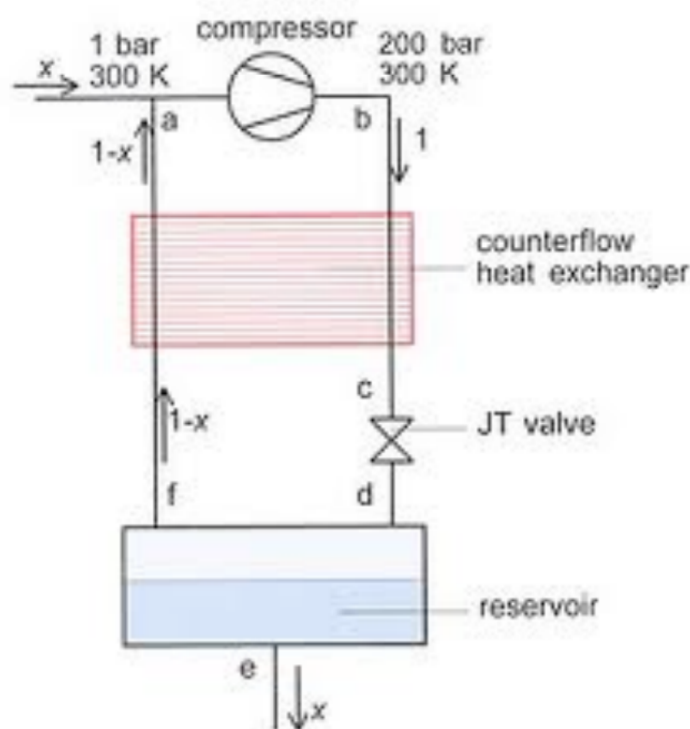 compressor
1 bar
300 K
200 bar
300 K
x
a
b
1-x
1
counterflow
heat exchanger
c
1-x
JT valve
f
d
reservoir
e
x